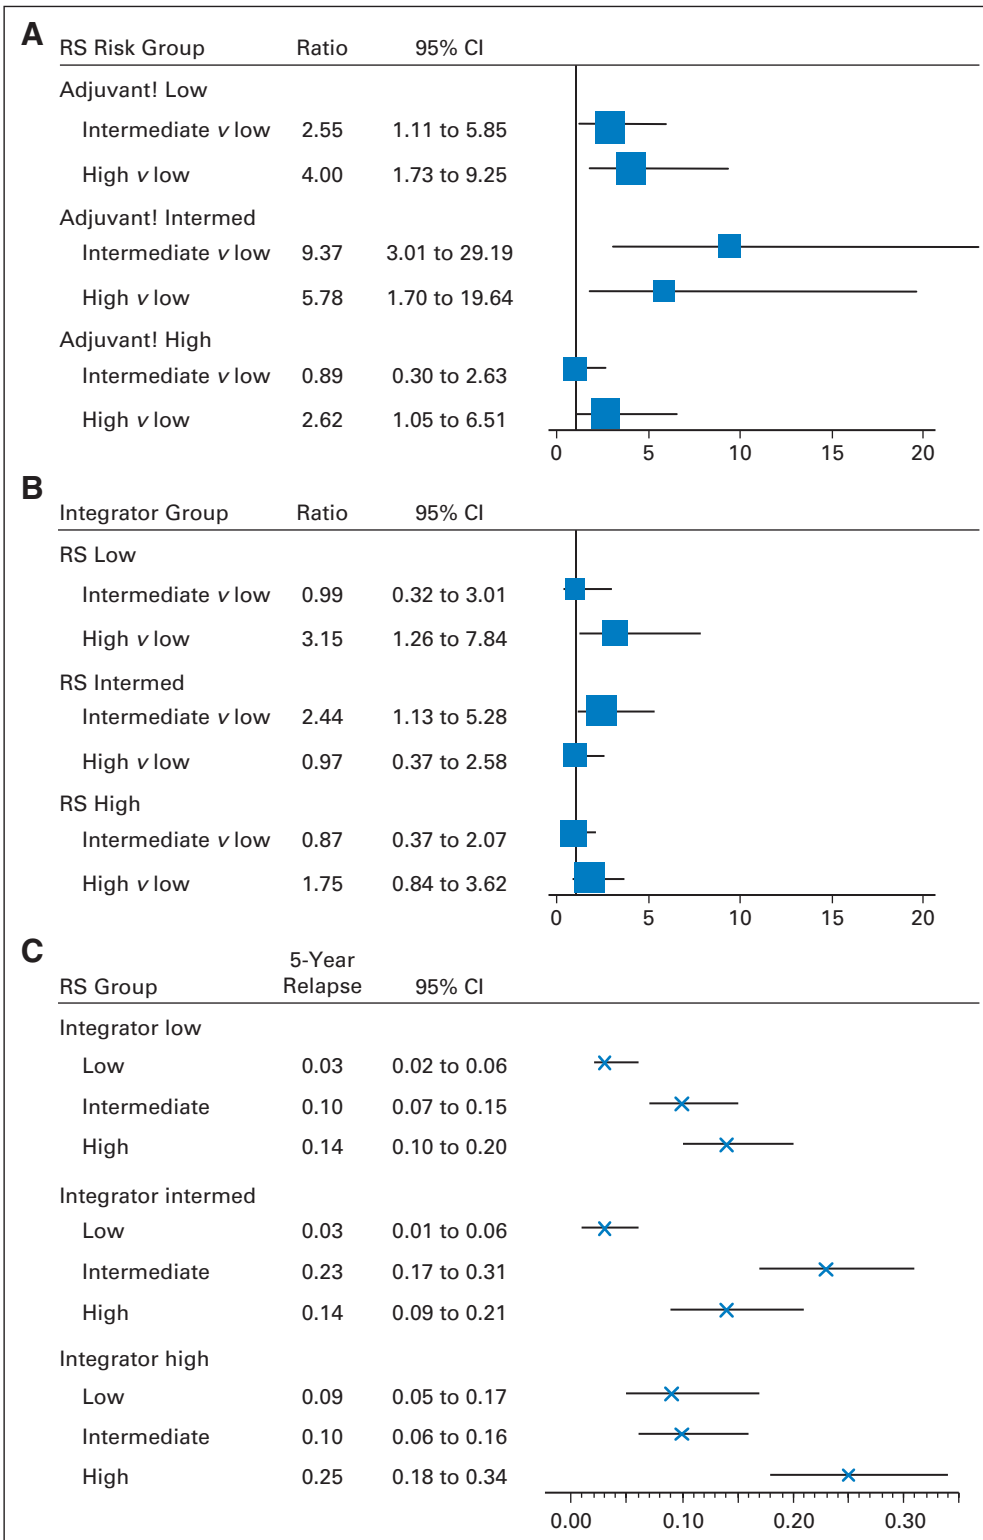 A
RS Risk Group Ratio 95% CI
Adjuvant! Low
Intermediate v low 2.55 1.11 to 5.85
High v low 4.00 1.73 to 9.25
Adjuvant! Intermed
Intermediate v low 9.37 3.01 to 29.19
High v low 5.78 1.70 to 19.64
Adjuvant! High
Intermediate v low 0.89 0.30 to 2.63
High v low 2.62 1.05 to 6.51
0 5 10 15 20
B
Integrator Group Ratio 95% CI
RS Low
Intermediate v low 0.99 0.32 to 3.01
High v low 3.15 1.26 to 7.84
RS Intermed
Intermediate v low 2.44 1.13 to 5.28
High v low 0.97 0.37 to 2.58
RS High
Intermediate v low 0.87 0.37 to 2.07
High v low 1.75 0.84 to 3.62
0 5 10 15 20
C
5-Year
RS Group Relapse 95% CI
Integrator low
Low 0.03 0.02 to 0.06
Intermediate 0.10 0.07 to 0.15
High 0.14 0.10 to 0.20
Integrator intermed
Low 0.03 0.01 to 0.06
Intermediate 0.23 0.17 to 0.31
High 0.14 0.09 to 0.21
Integrator high
Low 0.09 0.05 to 0.17
Intermediate 0.10 0.06 to 0.16
High 0.25 0.18 to 0.34
0.00 0.10 0.20 0.30